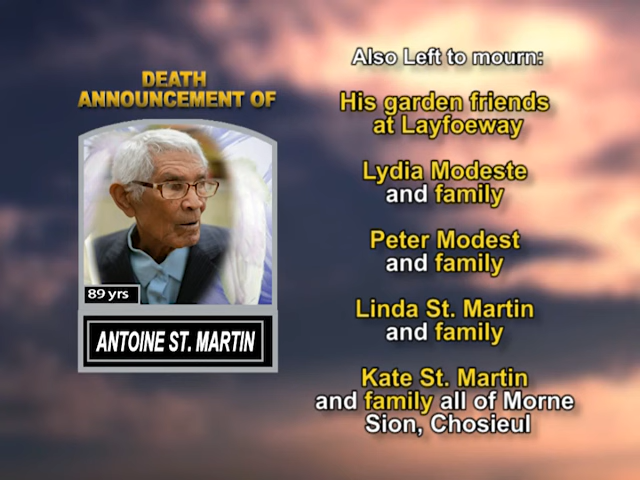 DEATH
ANNOUNCEMENT OF
89 yrs
ANTOINE ST. MARTIN
Also Left to mourn:
His garden friends
at Layfoeway
Lydia Modeste
and family
Peter Modest
and family
Linda St. Martin
and family
Kate St. Martin
and family all of Morne
Sion, Chosieul